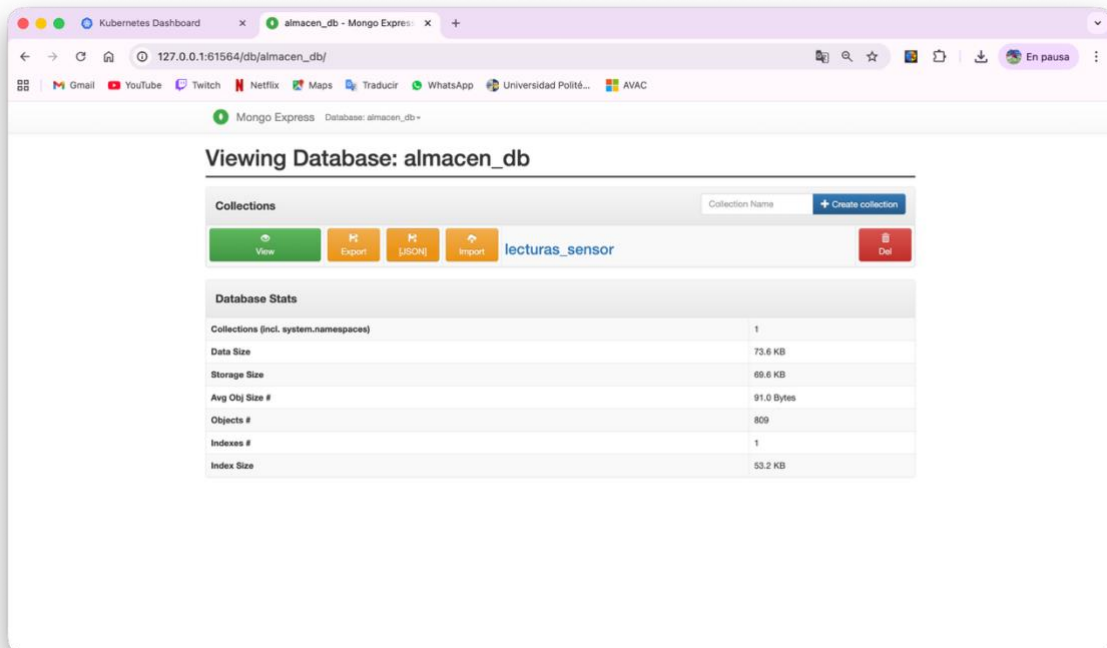 Kubernetes Dashboard
almacen_db - Mongo Expres
127.0.0.1:61564/db/almacen_db/
En pausa
Gmail YouTube Twitch Netflix Maps Traducir WhatsApp Universidad Polité... AVAC
Mongo Express Database: almacen_db
Viewing Database: almacen_db
Collections
Collection Name
Create collection
View
Export
[JSON]
Import
lecturas_sensor
Del
Database Stats
Collections (incl. system.namespaces) 1
Data Size 73.6 KB
Storage Size 69.6 KB
Avg Obj Size # 91.0 Bytes
Objects # 809
Indexes # 1
Index Size 53.2 KB